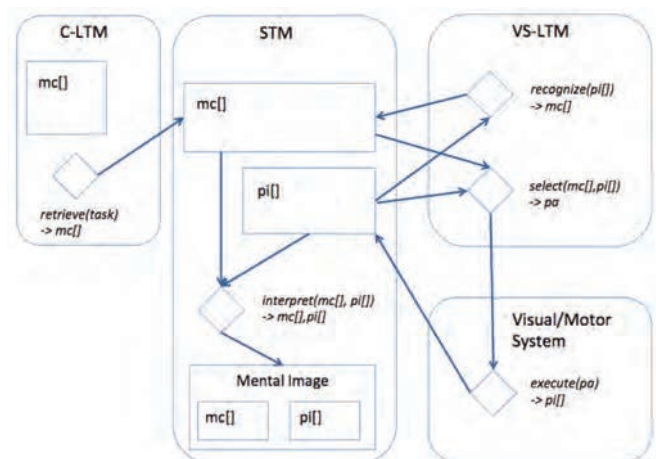 C-LTM
mc[]
retrieve(task)
-> mc[]
STM
mc[]
pi[]
interpret(mc[], pi[])
-> mc[],pi[]
Mental Image
mc[]
pi[]
VS-LTM
recognize(pi[])
-> mc[]
select(mc[],pi[])
-> pa
Visual/Motor
System
execute(pa)
-> pi[]